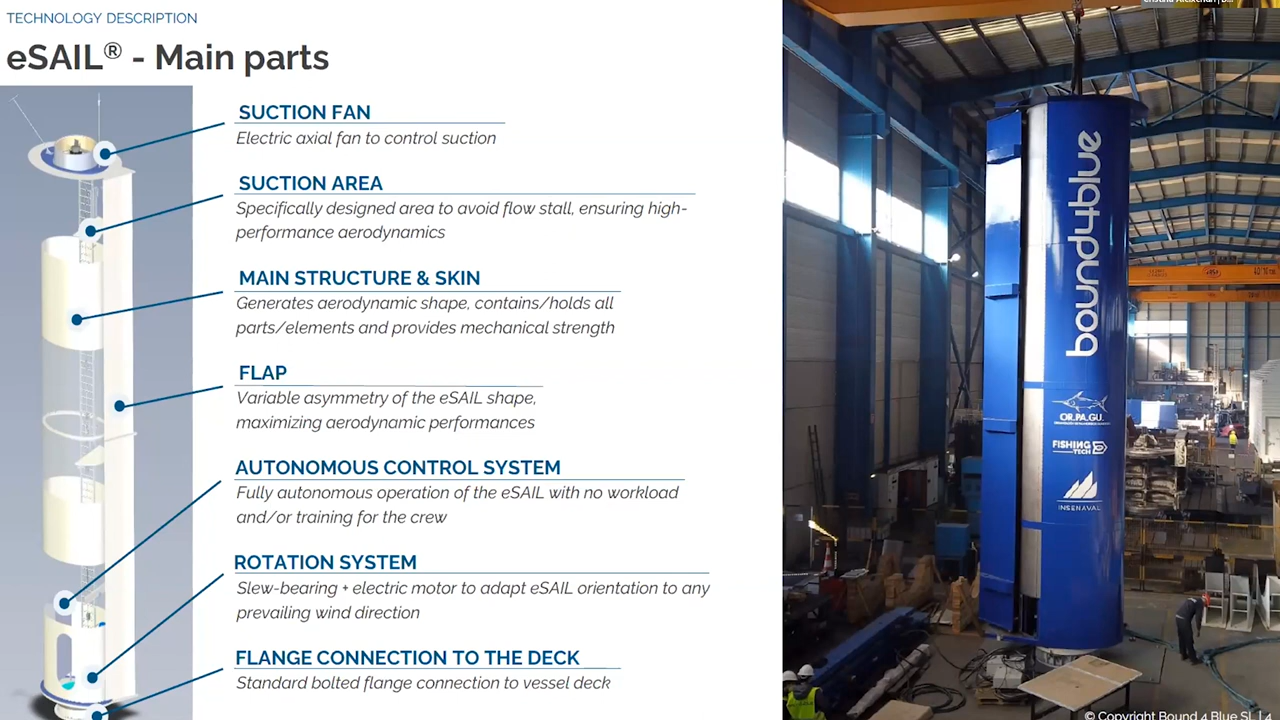 TECHNOLOGY DESCRIPTION
eSAIL® - Main parts
SUCTION FAN
Electric axial fan to control suction
SUCTION AREA
Specifically designed area to avoid flow stall, ensuring high-
performance aerodynamics
MAIN STRUCTURE & SKIN
Generates aerodynamic shape, contains/holds all
parts/elements and provides mechanical strength
FLAP
Variable asymmetry of the eSAIL shape,
maximizing aerodynamic performances
AUTONOMOUS CONTROL SYSTEM
Fully autonomous operation of the eSAIL with no workload
and/or training for the crew
ROTATION SYSTEM
Slew-bearing + electric motor to adapt eSAIL orientation to any
prevailing wind direction
FLANGE CONNECTION TO THE DECK
Standard bolted flange connection to vessel deck
bound4blue
OR.PA.GU.
FISHING
TECH
INSENAVAL
© Copyright Bound 4 Blue SL | 4